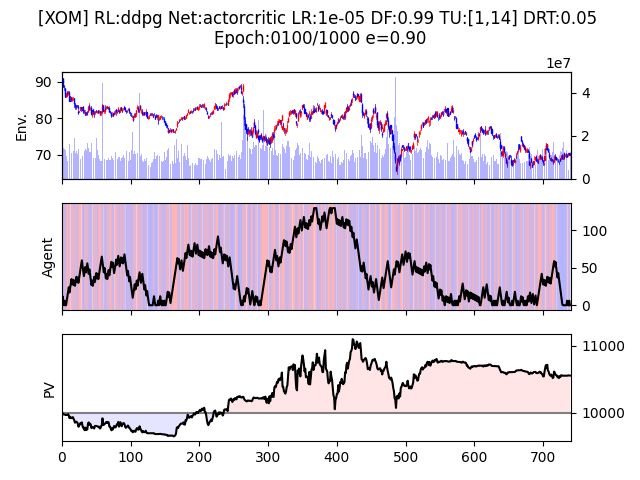 [XOM] RL:ddpg Net:actorcritic LR:1e-05 DF:0.99 TU:[1,14] DRT:0.05
Epoch:0100/1000 e=0.90
1e7
90
80
70
Env.
4
2
0
Agent
100
50
0
PV
11000
10000
0 100 200 300 400 500 600 700